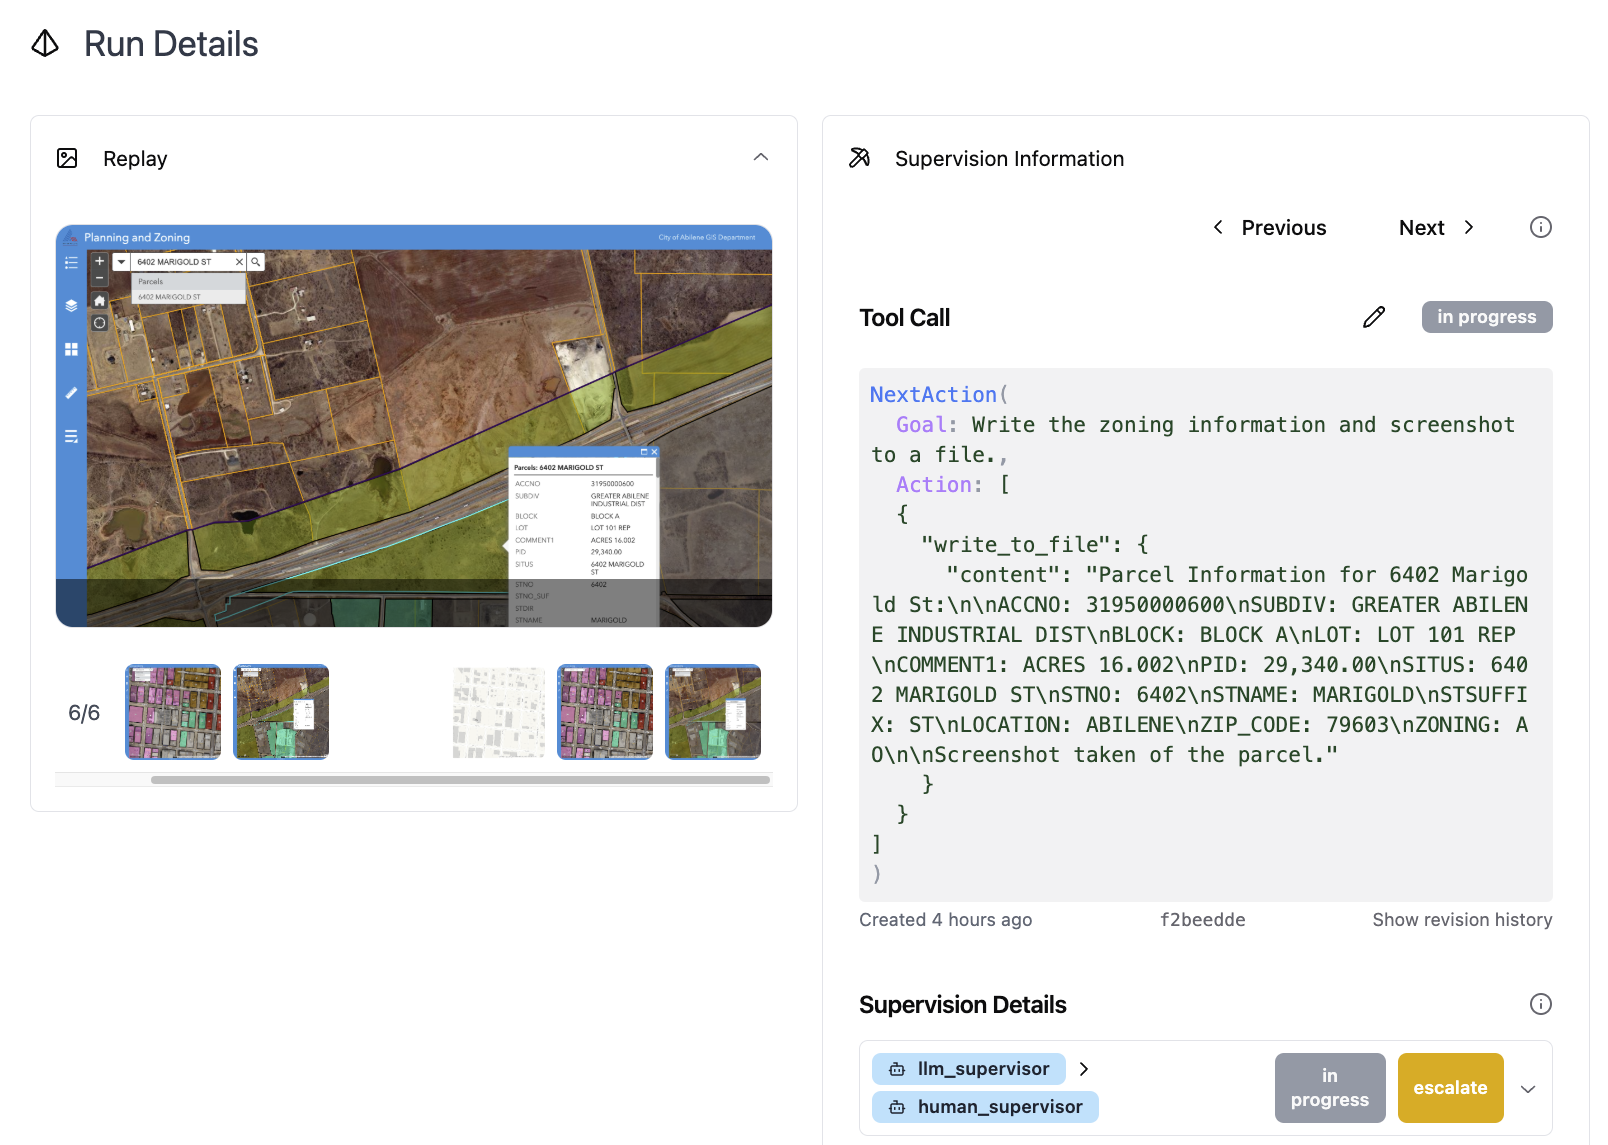 Run Details
Replay
Planning and Zoning
City of Abilene GIS Department
6402 MARIGOLD ST
Parcels
6402 MARIGOLD ST
Parcels: 6402 MARIGOLD ST
ACCNO 31950000600
SUBDIV GREATER ABILENE
INDUSTRIAL DIST
BLOCK BLOCK A
LOT LOT 101 REP
COMMENT1 ACRES 16.002
PID 29,340.00
SITUS 6402 MARIGOLD
ST
STNO 6402
STNO_SUF
STDIR
STNAME MARIGOLD
6/6
Supervision Information
Previous
Next
Tool Call
in progress
NextAction(
Goal: Write the zoning information and screenshot
to a file.,
Action: [
{
"write_to_file": {
"content": "Parcel Information for 6402 Marigo
ld St:\n\nACCNO: 31950000600\nSUBDIV: GREATER ABILEN
E INDUSTRIAL DIST\nBLOCK: BLOCK A\nLOT: LOT 101 REP
\nCOMMENT1: ACRES 16.002\nPID: 29,340.00\nSITUS: 640
2 MARIGOLD ST\nSTNO: 6402\nSTNAME: MARIGOLD\nSTSUFFI
X: ST\nLOCATION: ABILENE\nZIP_CODE: 79603\nZONING: A
O\n\nScreenshot taken of the parcel."
}
}
]
)
Created 4 hours ago
f2beedde
Show revision history
Supervision Details
llm_supervisor
human_supervisor
in
progress
escalate